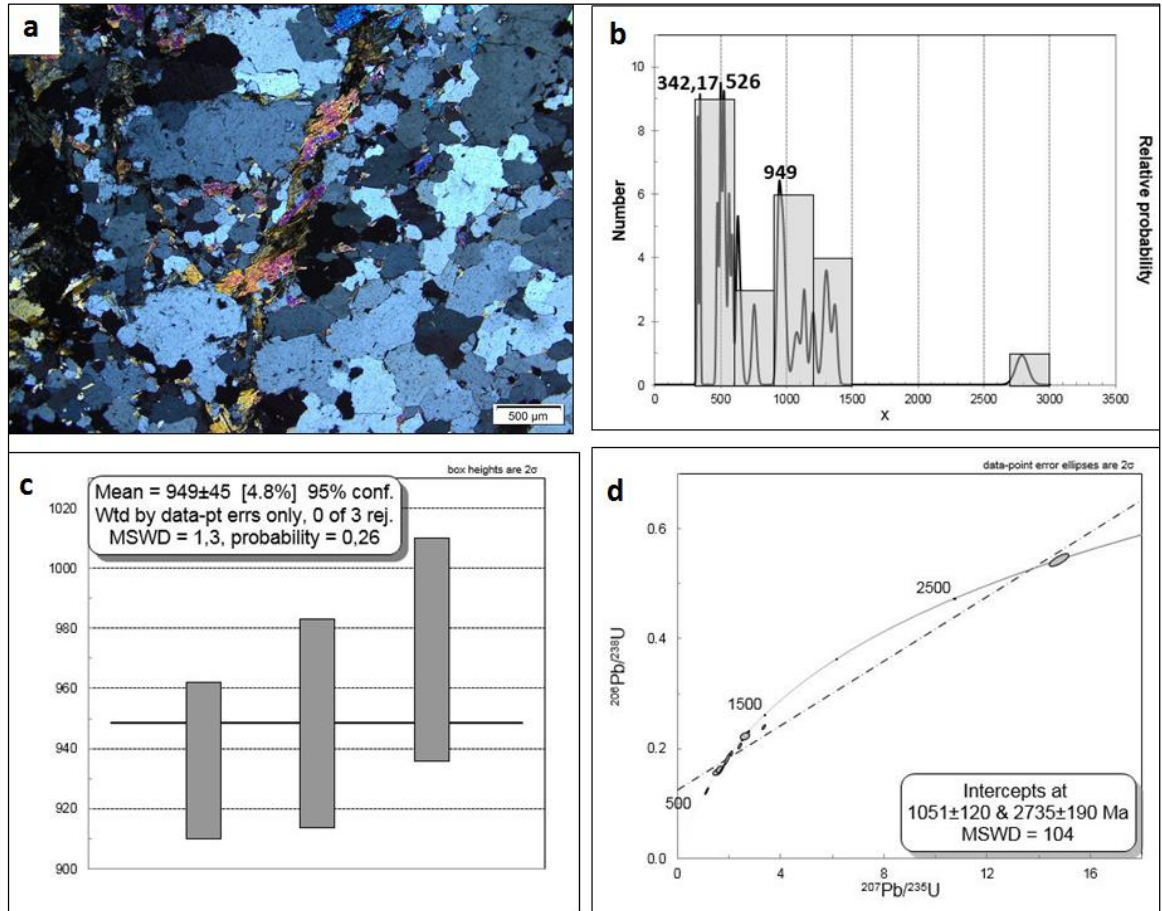 a
500 µm
b
342,17 526
949
10
8
6
4
2
0
Number
Relative probability
0 500 1000 1500 2000 2500 3000 3500
x
c
box heights are 2σ
Mean = 949±45 [4.8%] 95% conf.
Wtd by data-pt errs only, 0 of 3 rej.
MSWD = 1,3, probability = 0,26
1020
1000
980
960
940
920
900
d
data-point error ellipses are 2σ
0.6
0.4
0.2
0.0
206Pb/238U
2500
1500
500
Intercepts at
1051±120 & 2735±190 Ma
MSWD = 104
0 4 8 12 16
207Pb/235U